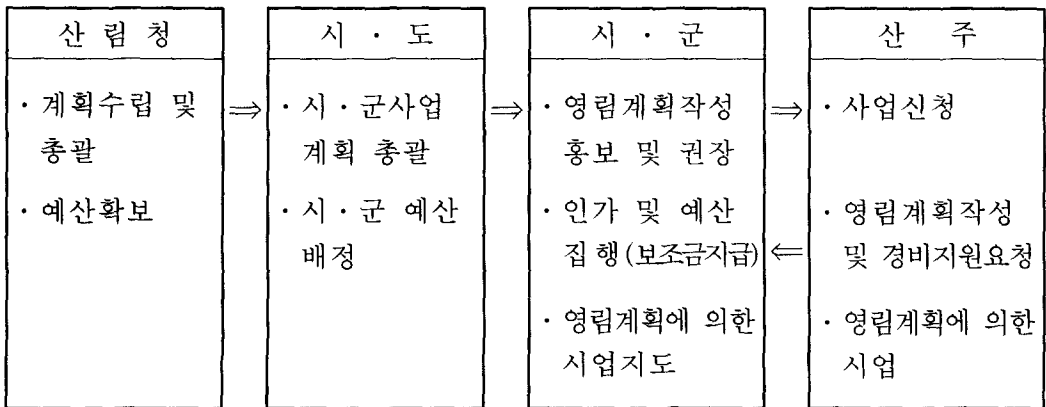 산 림 청
· 계획수립 및
총괄
· 예산확보
⇒
시 · 도
· 시 · 군사업
계획 총괄
· 시 · 군 예산
배정
⇒
시 · 군
· 영림계획작성
홍보 및 권장
· 인가 및 예산
집행(보조금지급)
· 영림계획에 의한
시업지도
⇒
⇐
산 주
· 사업신청
· 영림계획작성
및 경비지원요청
· 영림계획에 의한
시업